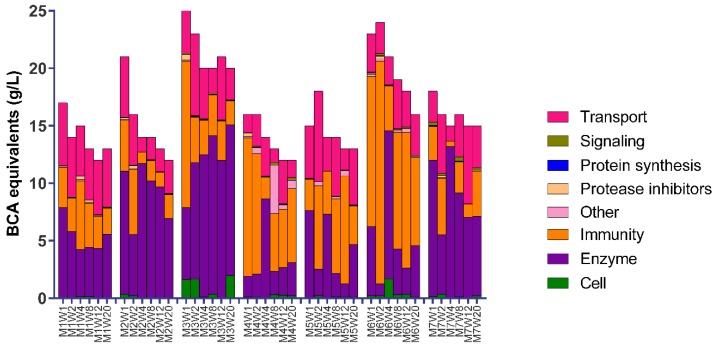 BCA equivalents (g/L)
25
20
15
10
5
0
M1W1 M1W2 M1W4 M1W8 M1W12 M1W20 M2W1 M2W2 M2W4 M2W8 M2W12 M2W20 M3W1 M3W2 M3W4 M3W8 M3W12 M3W20 M4W1 M4W2 M4W4 M4W8 M4W12 M4W20 M5W1 M5W2 M5W4 M5W8 M5W12 M5W20 M6W1 M6W2 M6W4 M6W8 M6W12 M6W20 M7W1 M7W2 M7W4 M7W8 M7W12 M7W20
Transport
Signaling
Protein synthesis
Protease inhibitors
Other
Immunity
Enzyme
Cell